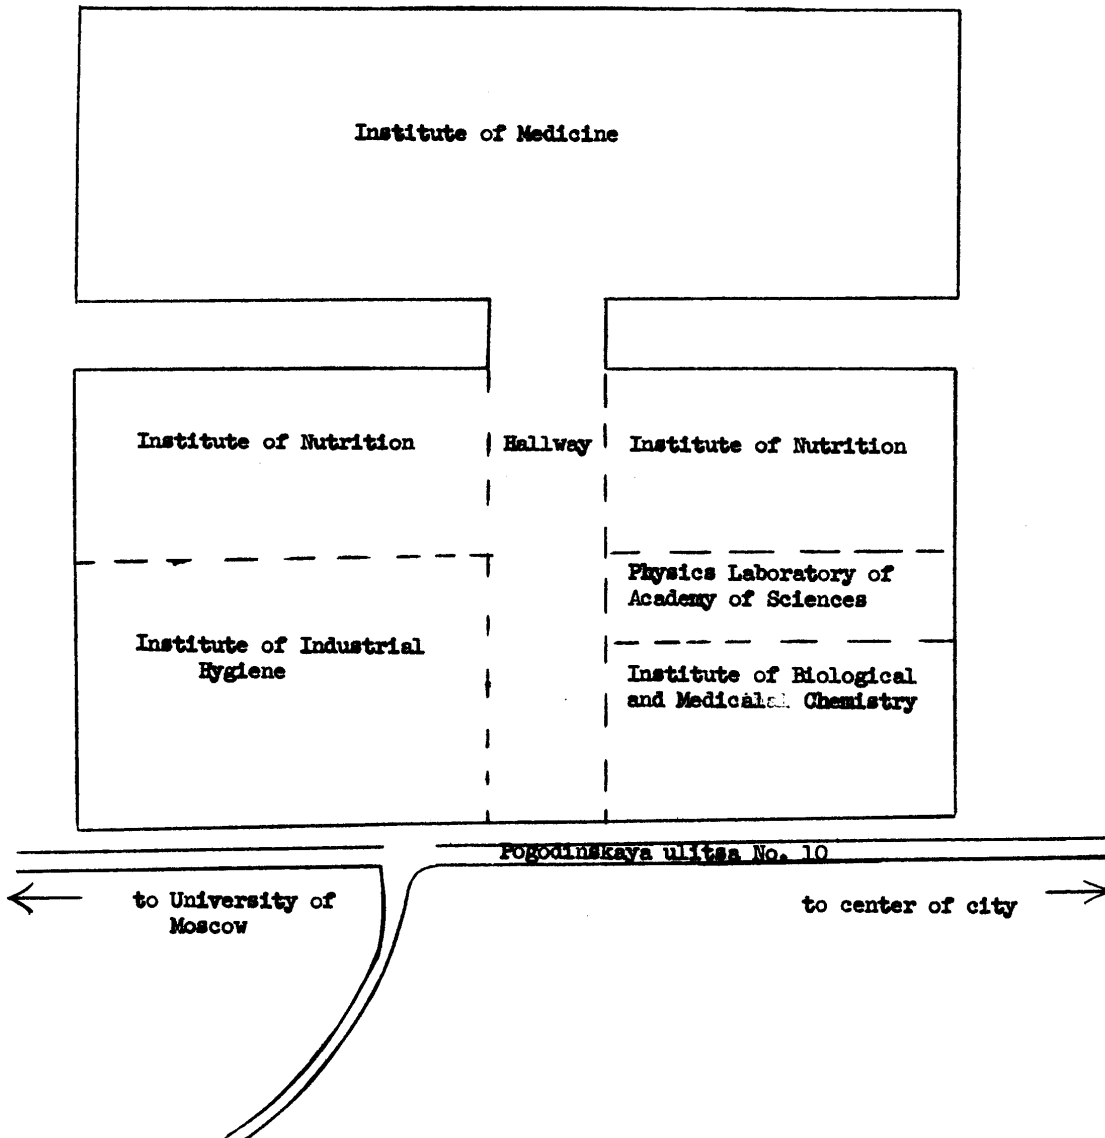 Institute of Medicine
Institute of Nutrition
Hallway
Institute of Nutrition
Physics Laboratory of
Academy of Sciences
Institute of Industrial
Hygiene
Institute of Biological
and Medical Chemistry
Pogodinskaya ulitsa No. 10
to University of
Moscow
to center of city